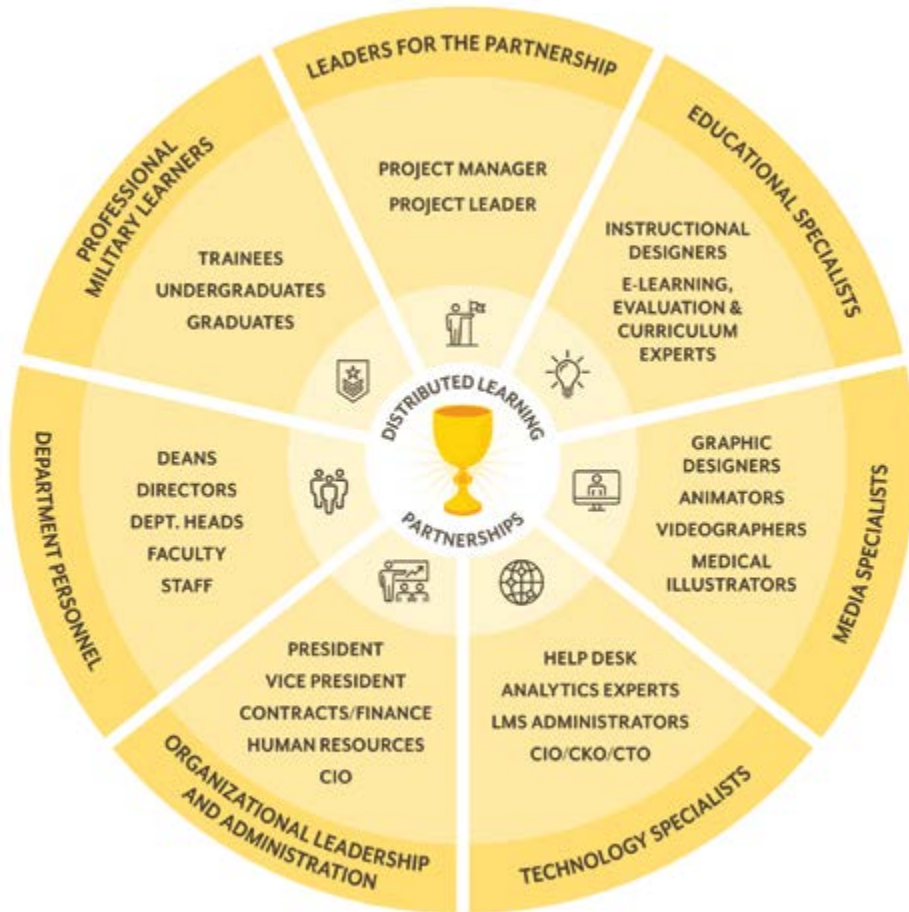 LEADERS FOR THE PARTNERSHIP
PROJECT MANAGER
PROJECT LEADER
EDUCATIONAL SPECIALISTS
INSTRUCTIONAL
DESIGNERS
E-LEARNING,
EVALUATION &
CURRICULUM
EXPERTS
MEDIA SPECIALISTS
GRAPHIC
DESIGNERS
ANIMATORS
VIDEOGRAPHERS
MEDICAL
ILLUSTRATORS
TECHNOLOGY SPECIALISTS
HELP DESK
ANALYTICS EXPERTS
LMS ADMINISTRATORS
CIO/CKO/CTO
ORGANIZATIONAL LEADERSHIP
AND ADMINISTRATION
PRESIDENT
VICE PRESIDENT
CONTRACTS/FINANCE
HUMAN RESOURCES
CIO
DEPARTMENT PERSONNEL
DEANS
DIRECTORS
DEPT. HEADS
FACULTY
STAFF
PROFESSIONAL
MILITARY LEARNERS
TRAINEES
UNDERGRADUATES
GRADUATES
DISTRIBUTED LEARNING
PARTNERSHIPS